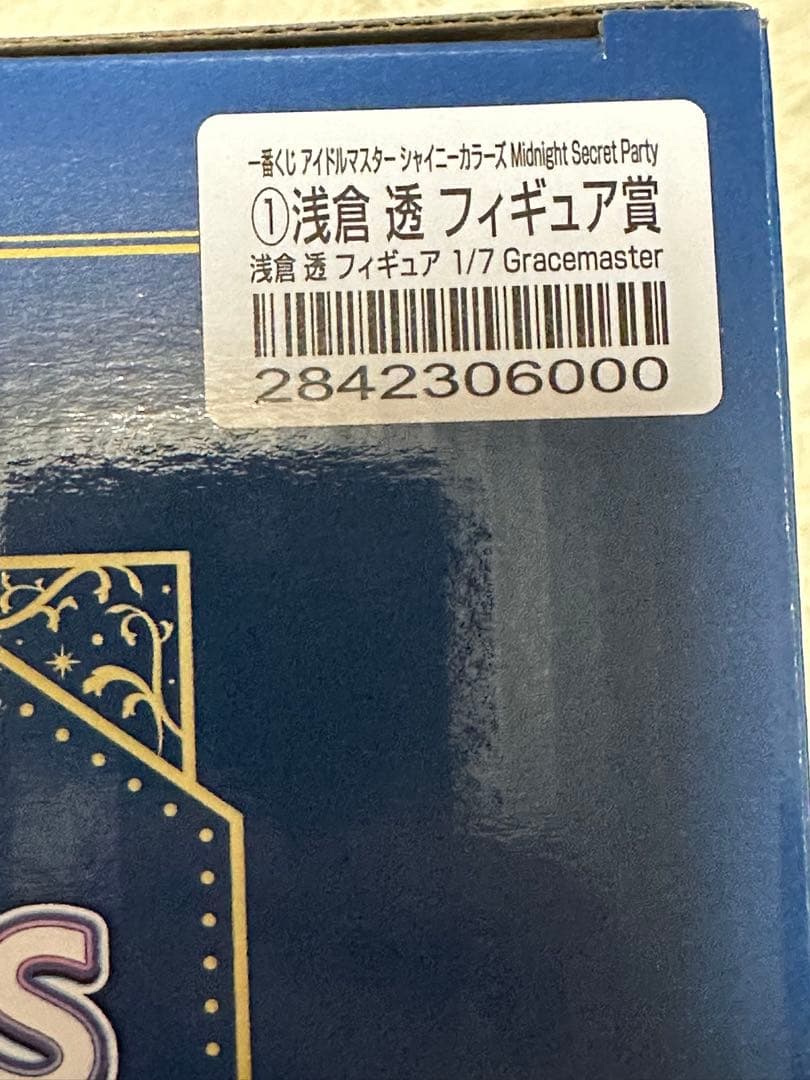 一番くじ アイドルマスター シャイニーカラーズ Midnight Secret Party
①浅倉 透 フィギュア賞
浅倉 透 フィギュア 1/7 Gracemaster
2842306000
S